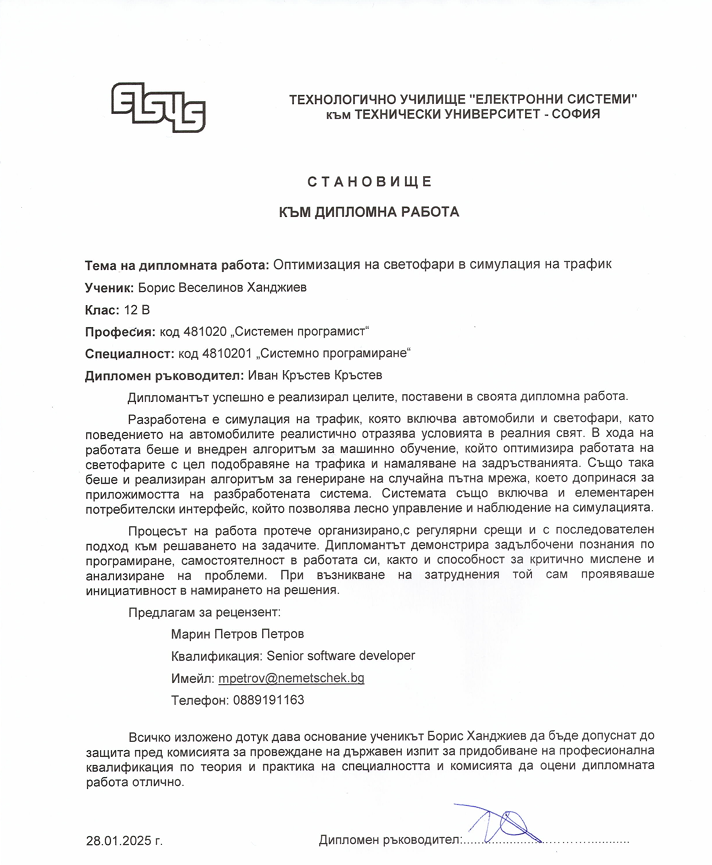 ELSYS
ТЕХНОЛОГИЧНО УЧИЛИЩЕ "ЕЛЕКТРОННИ СИСТЕМИ"
към ТЕХНИЧЕСКИ УНИВЕРСИТЕТ - СОФИЯ
С Т А Н О В И Щ Е
КЪМ ДИПЛОМНА РАБОТА
Тема на дипломната работа: Оптимизация на светофари в симулация на трафик
Ученик: Борис Веселинов Ханджиев
Клас: 12 В
Професия: код 481020 „Системен програмист“
Специалност: код 4810201 „Системно програмиране“
Дипломен ръководител: Иван Кръстев Кръстев
Дипломантът успешно е реализирал целите, поставени в своята дипломна работа.
Разработена е симулация на трафик, която включва автомобили и светофари, като
поведението на автомобилите реалистично отразява условията в реалния свят. В хода на
работата беше и внедрен алгоритъм за машинно обучение, който оптимизира работата на
светофарите с цел подобряване на трафика и намаляване на задръстванията. Също така
беше и реализиран алгоритъм за генериране на случайна пътна мрежа, което допринася за
приложимостта на разбработената система. Системата също включва и елементарен
потребителски интерфейс, който позволява лесно управление и наблюдение на симулацията.
Процесът на работа протече организирано,с регулярни срещи и с последователен
подход към решаването на задачите. Дипломантът демонстрира задълбочени познания по
програмиране, самостоятелност в работата си, както и способност за критично мислене и
анализиране на проблеми. При възникване на затруднения той сам проявяваше
инициативност в намирането на решения.
Предлагам за рецензент:
Марин Петров Петров
Квалификация: Senior software developer
Имейл: mpetrov@nemetschek.bg
Телефон: 0889191163
Всичко изложено дотук дава основание ученикът Борис Ханджиев да бъде допуснат до
защита пред комисията за провеждане на държавен изпит за придобиване на професионална
квалификация по теория и практика на специалността и комисията да оцени дипломната
работа отлично.
28.01.2025 г. Дипломен ръководител:..................................................